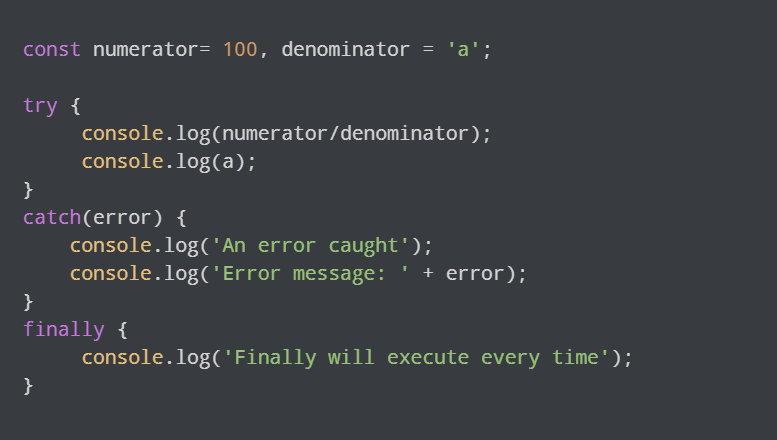 const numerator= 100, denominator = 'a';
try {
     console.log(numerator/denominator);
     console.log(a);
}
catch(error) {
    console.log('An error caught');
    console.log('Error message: ' + error);
}
finally {
     console.log('Finally will execute every time');
}